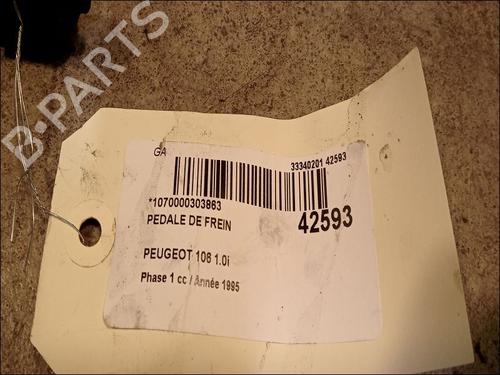 B-PARTS
GA
33340201 42593
*1070000303863
42593
PEDALE DE FREIN
PEUGEOT 108 1.0i
Phase 1 cc / Année 1995